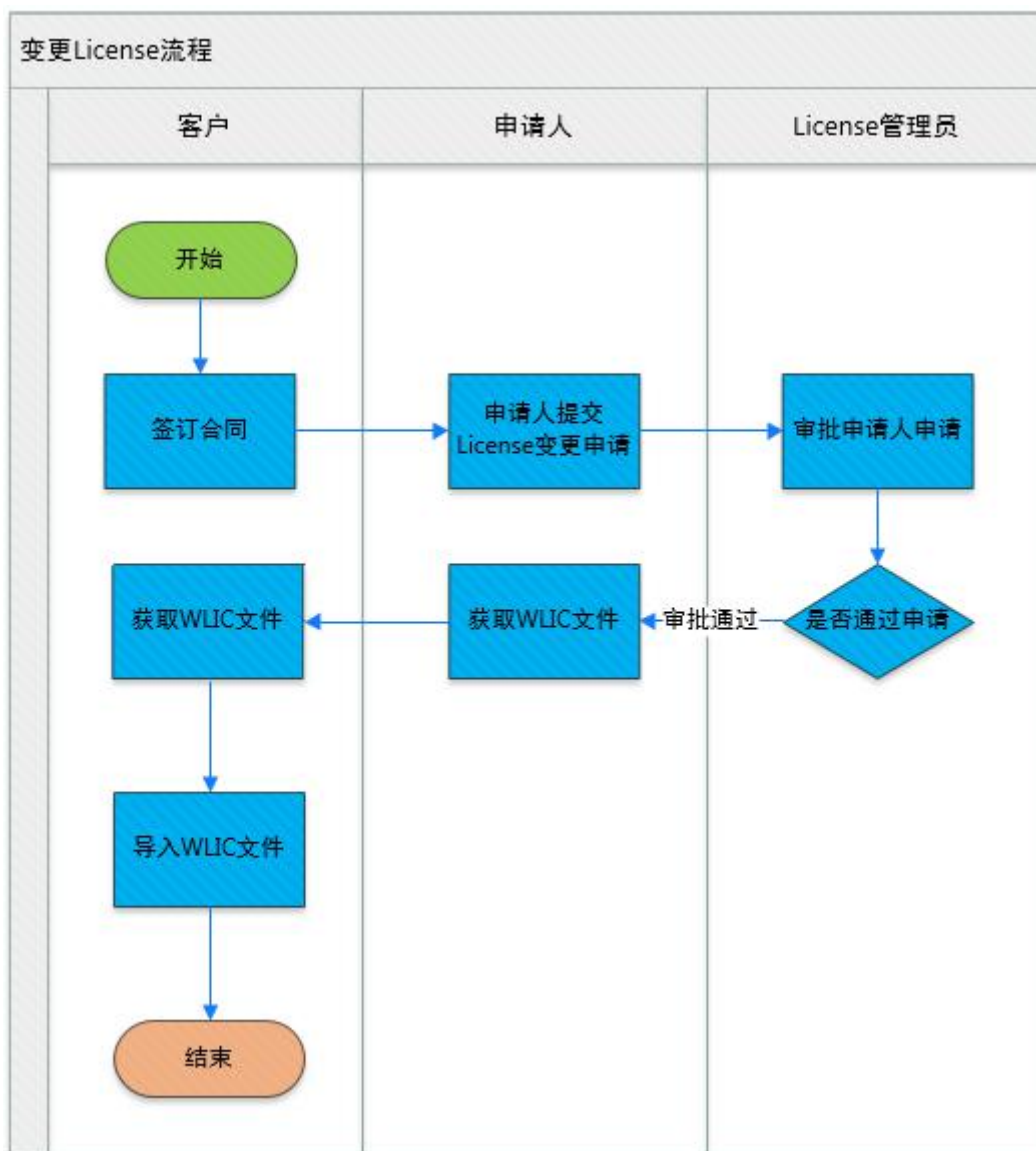 变更License流程
客户
申请人
License管理员
开始
签订合同
申请人提交
License变更申请
审批申请人申请
获取WLIC文件
获取WLIC文件
审批通过
是否通过申请
导入WLIC文件
结束